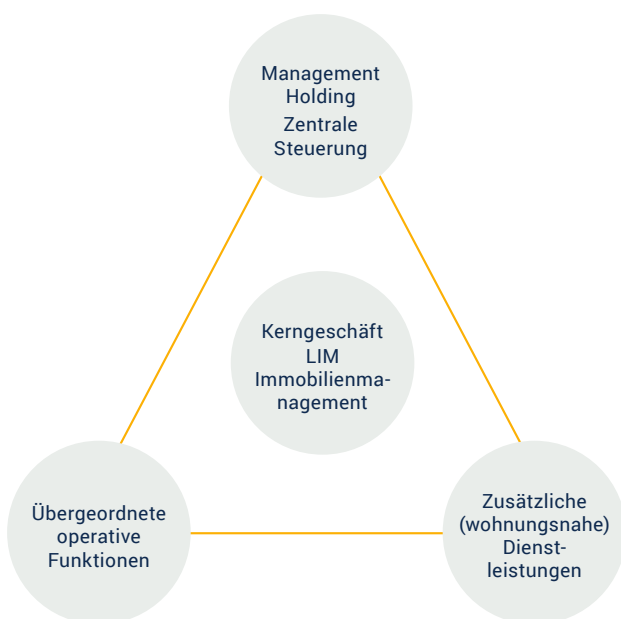 Management
Holding
Zentrale
Steuerung
Kerngeschäft
LIM
Immobilienma-
nagement
Übergeordnete
operative
Funktionen
Zusätzliche
(wohnungsnahe)
Dienst-
leistungen